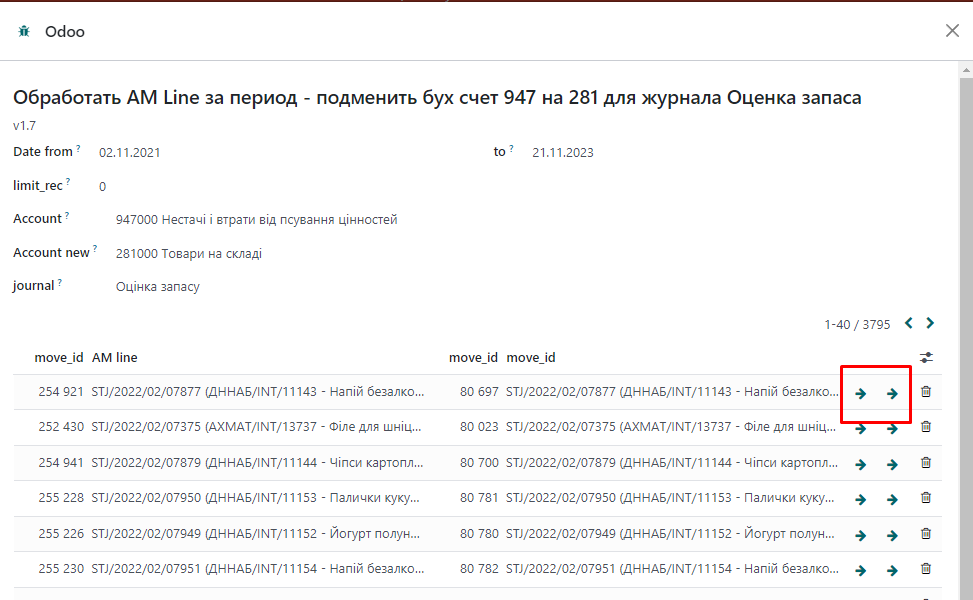 Odoo
Обработать AM Line за период - подменить бух счет 947 на 281 для журнала Оценка запаса
v1.7
Date from ? 02.11.2021 to ? 21.11.2023
limit_rec ? 0
Account ? 947000 Нестачі і втрати від псування цінностей
Account new ? 281000 Товари на складі
journal ? Оцінка запасу
1-40 / 3795
move_id AM line move_id move_id
254 921 STJ/2022/02/07877 (ДННАБ/INT/11143 - Напій безалко... 80 697 STJ/2022/02/07877 (ДННАБ/INT/11143 - Напій безалко...
252 430 STJ/2022/02/07375 (АХМАТ/INT/13737 - Філе для шніц... 80 023 STJ/2022/02/07375 (АХМАТ/INT/13737 - Філе для шніц...
254 941 STJ/2022/02/07879 (ДННАБ/INT/11144 - Чіпси картопл... 80 700 STJ/2022/02/07879 (ДННАБ/INT/11144 - Чіпси картопл...
255 228 STJ/2022/02/07950 (ДННАБ/INT/11153 - Палички куку... 80 781 STJ/2022/02/07950 (ДННАБ/INT/11153 - Палички куку...
255 226 STJ/2022/02/07949 (ДННАБ/INT/11152 - Йогурт полун... 80 780 STJ/2022/02/07949 (ДННАБ/INT/11152 - Йогурт полун...
255 230 STJ/2022/02/07951 (ДННАБ/INT/11154 - Напій безалко... 80 782 STJ/2022/02/07951 (ДННАБ/INT/11154 - Напій безалко...